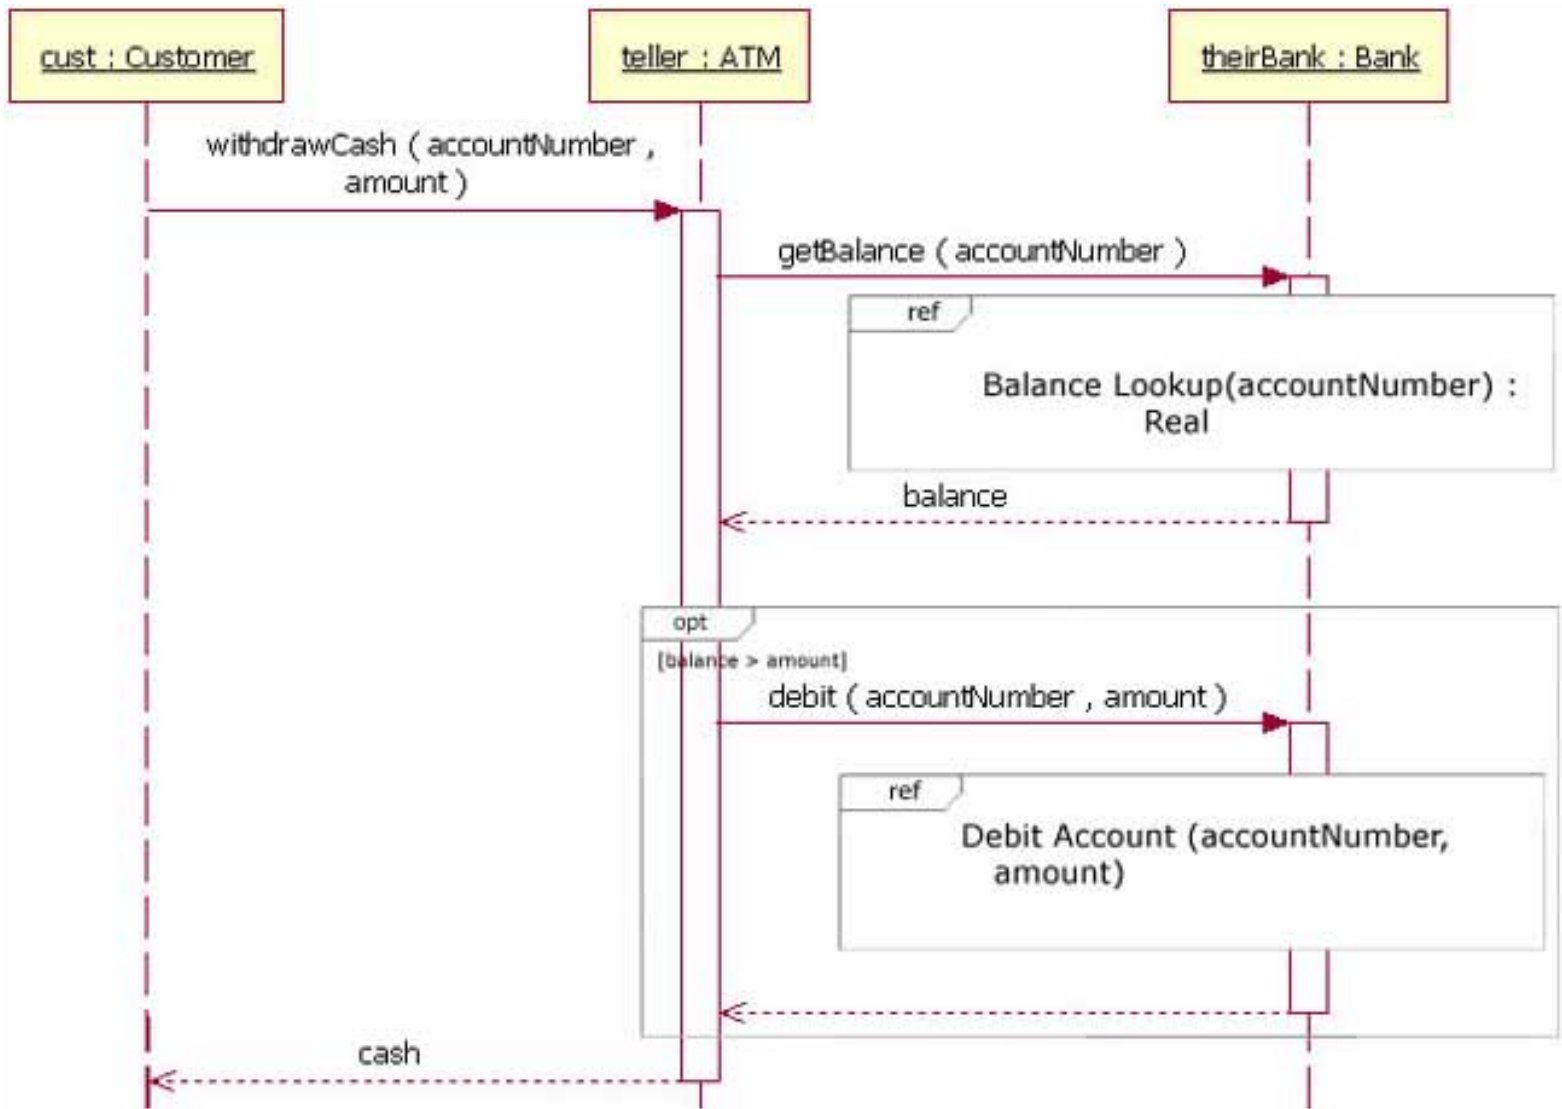 cust : Customer
teller : ATM
theirBank : Bank
withdrawCash ( accountNumber ,
amount )
getBalance ( accountNumber )
ref
Balance Lookup(accountNumber) :
Real
balance
opt
[balance > amount]
debit ( accountNumber , amount )
ref
Debit Account (accountNumber,
amount)
cash